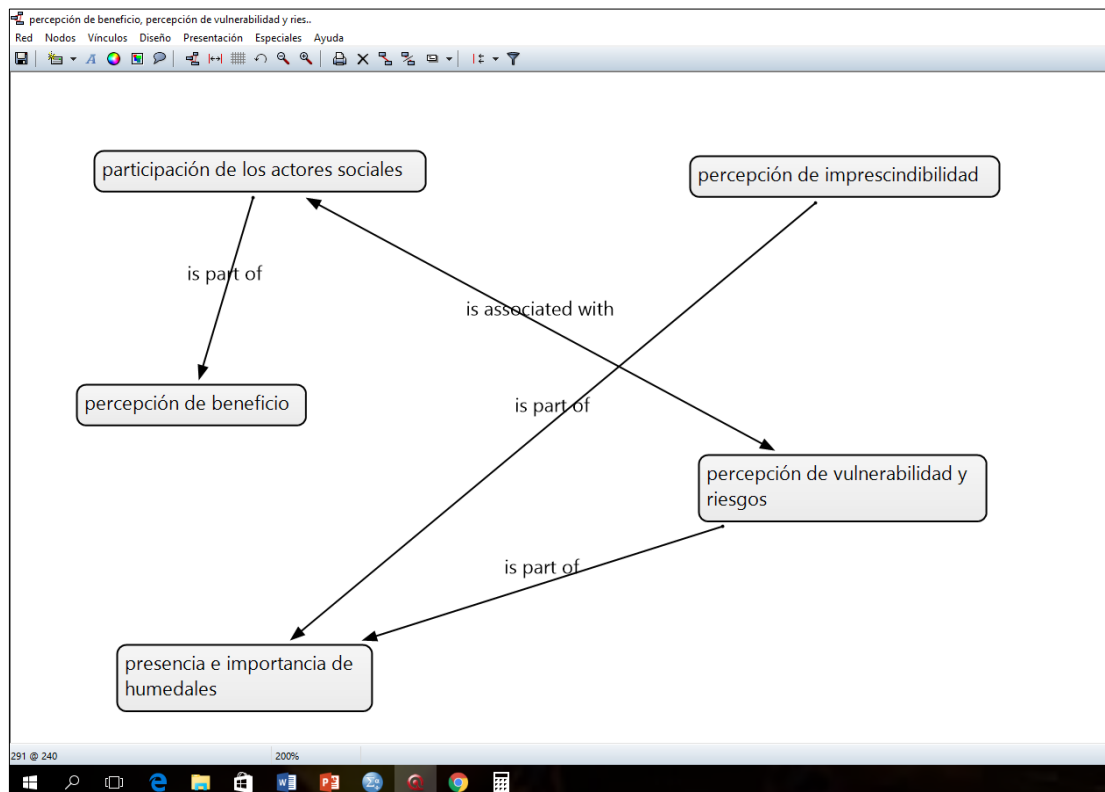 percepción de beneficio, percepción de vulnerabilidad y ries..
Red Nodos Vínculos Diseño Presentación Especiales Ayuda
participación de los actores sociales
percepción de imprescindibilidad
is part of
is associated with
percepción de beneficio
is part of
percepción de vulnerabilidad y
riesgos
is part of
presencia e importancia de
humedales
291 @ 240 200%